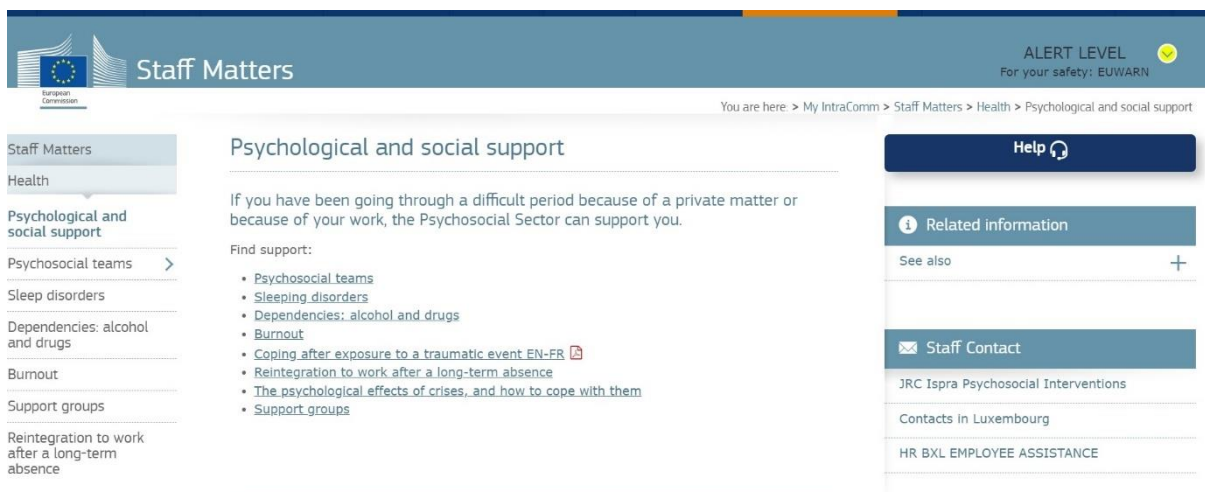 Staff Matters
ALERT LEVEL
For your safety: EUWARN
European
Commission
You are here: > My IntraComm > Staff Matters > Health > Psychological and social support
Staff Matters
Health
Psychological and
social support
Psychosocial teams
Sleep disorders
Dependencies: alcohol
and drugs
Burnout
Support groups
Reintegration to work
after a long-term
absence
Psychological and social support
If you have been going through a difficult period because of a private matter or
because of your work, the Psychosocial Sector can support you.
Find support:
• Psychosocial teams
• Sleeping disorders
• Dependencies: alcohol and drugs
• Burnout
• Coping after exposure to a traumatic event EN-FR
• Reintegration to work after a long-term absence
• The psychological effects of crises, and how to cope with them
• Support groups
Help
Related information
See also
Staff Contact
JRC Ispra Psychosocial Interventions
Contacts in Luxembourg
HR BXL EMPLOYEE ASSISTANCE